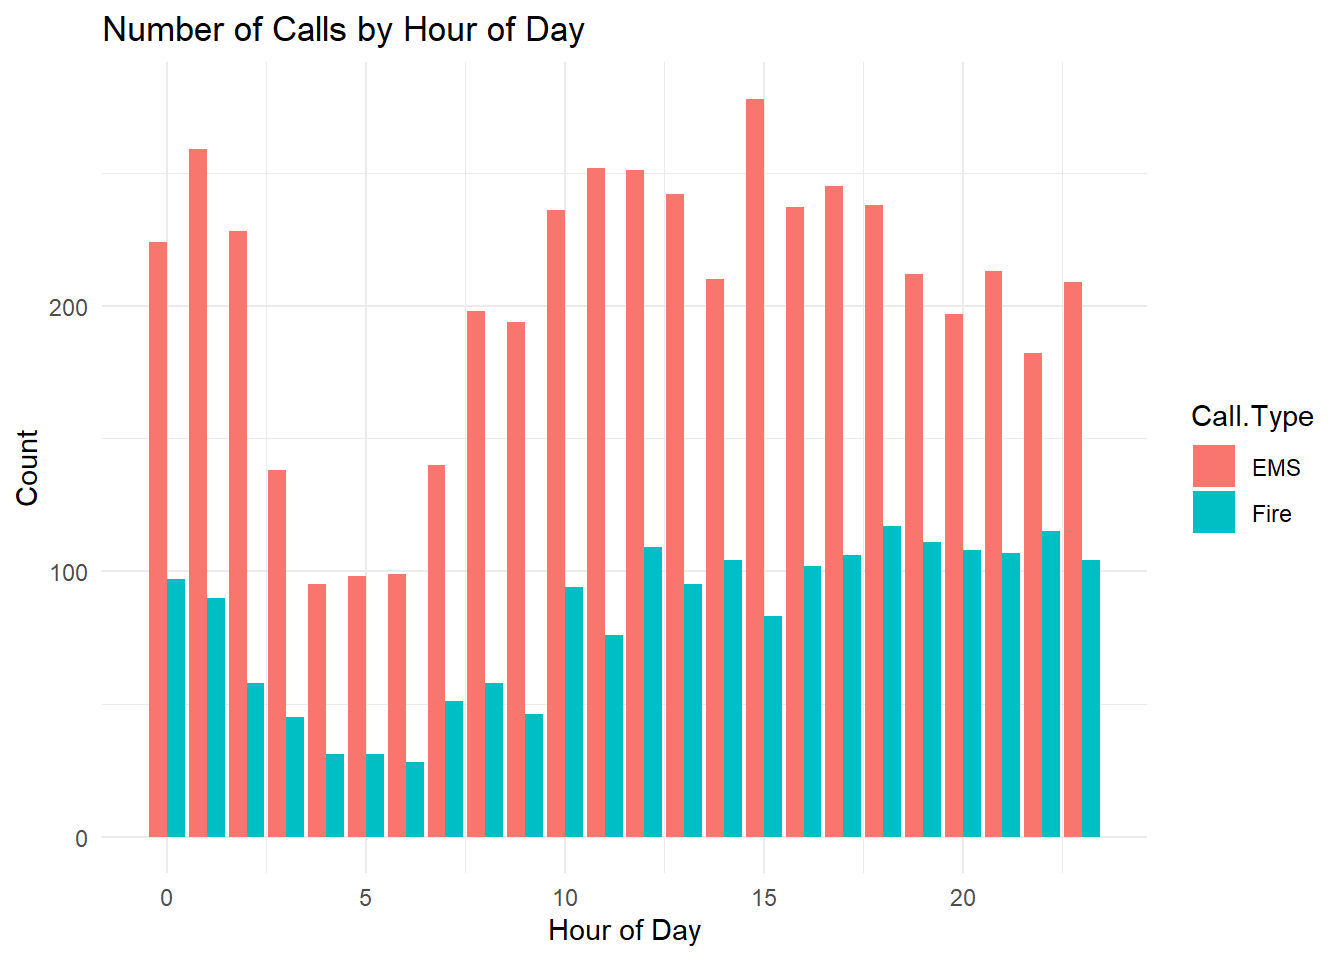 Number of Calls by Hour of Day
Count
200
100
0
0 5 10 15 20
Hour of Day
Call.Type
EMS
Fire